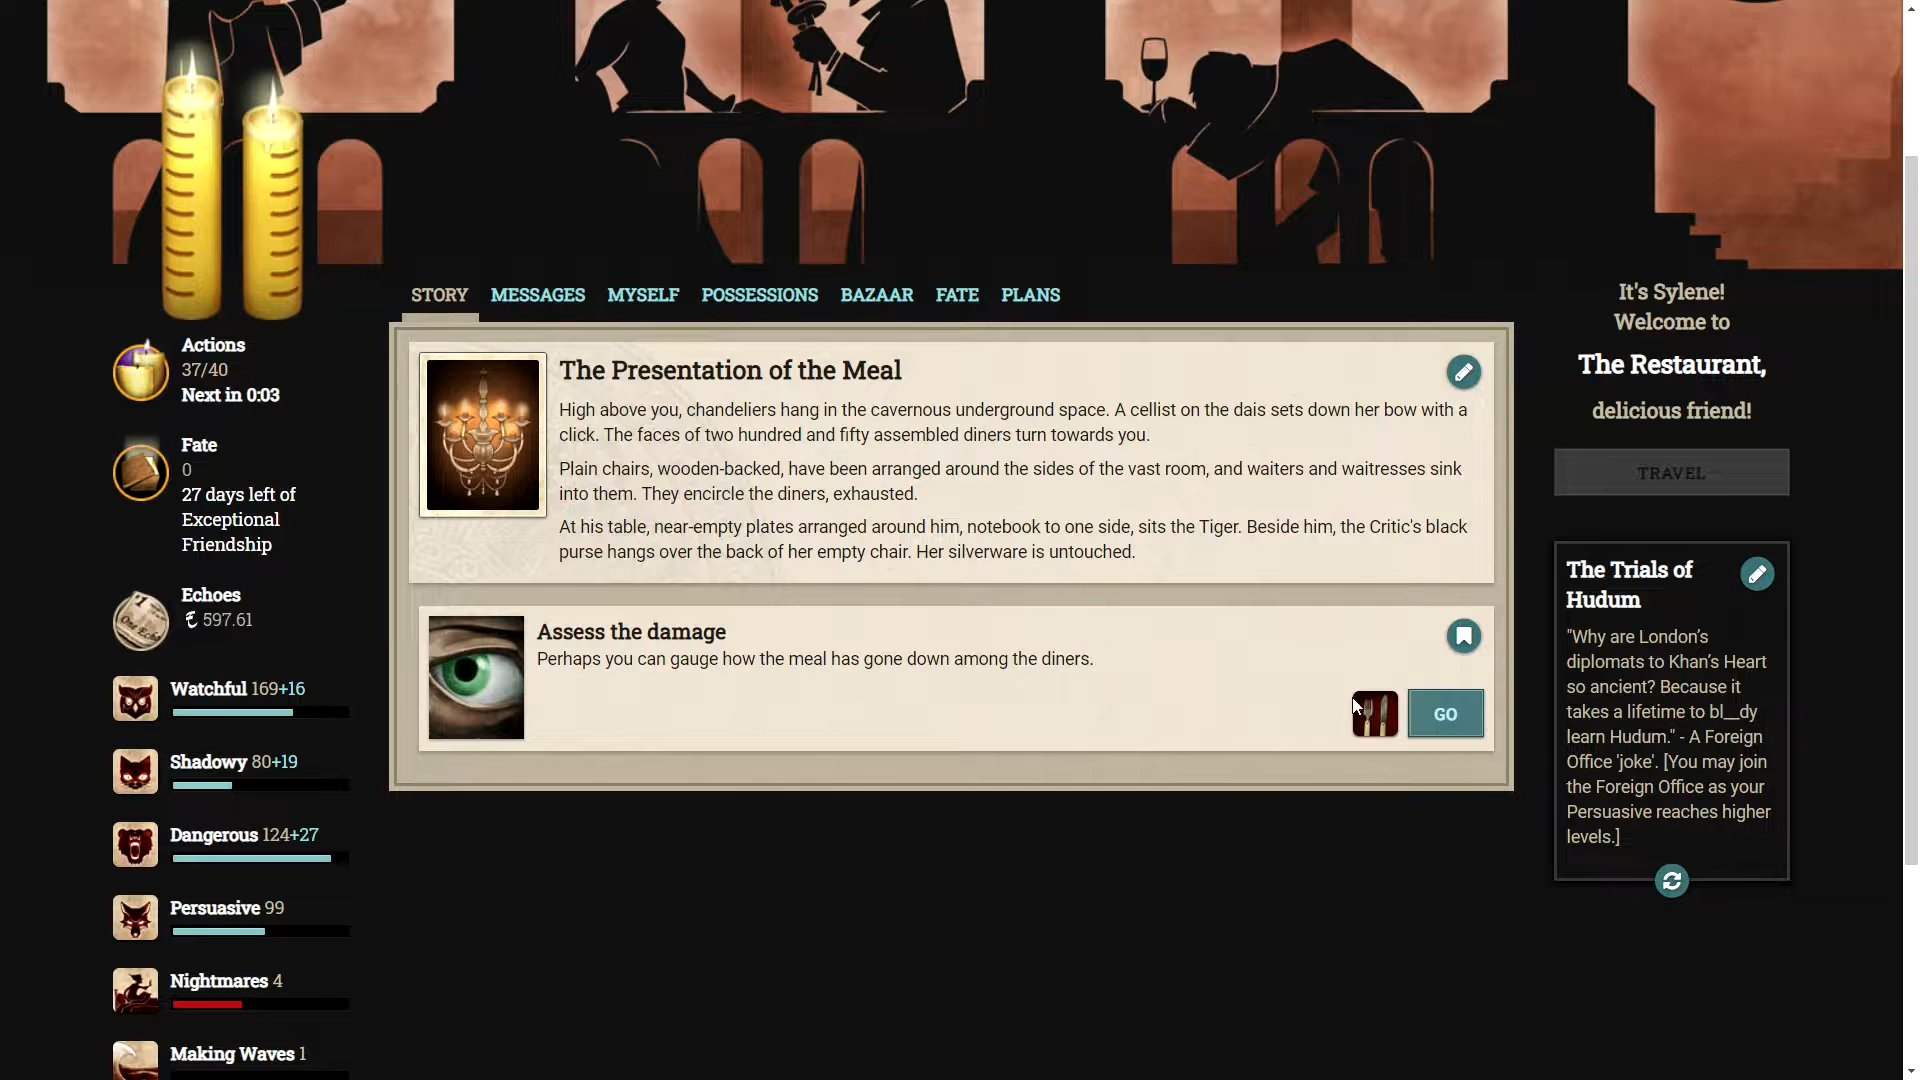 STORY MESSAGES MYSELF POSSESSIONS BAZAAR FATE PLANS
Actions
37/40
Next in 0:03
Fate
0
27 days left of
Exceptional
Friendship
Echoes
597.61
Watchful 169+16
Shadowy 80+19
Dangerous 124+27
Persuasive 99
Nightmares 4
Making Waves 1
The Presentation of the Meal
High above you, chandeliers hang in the cavernous underground space. A cellist on the dais sets down her bow with a
click. The faces of two hundred and fifty assembled diners turn towards you.
Plain chairs, wooden-backed, have been arranged around the sides of the vast room, and waiters and waitresses sink
into them. They encircle the diners, exhausted.
At his table, near-empty plates arranged around him, notebook to one side, sits the Tiger. Beside him, the Critic's black
purse hangs over the back of her empty chair. Her silverware is untouched.
Assess the damage
Perhaps you can gauge how the meal has gone down among the diners.
GO
It's Sylene!
Welcome to
The Restaurant,
delicious friend!
TRAVEL
The Trials of
Hudum
"Why are London’s
diplomats to Khan’s Heart
so ancient? Because it
takes a lifetime to bl__dy
learn Hudum." - A Foreign
Office 'joke'. [You may join
the Foreign Office as your
Persuasive reaches higher
levels.]